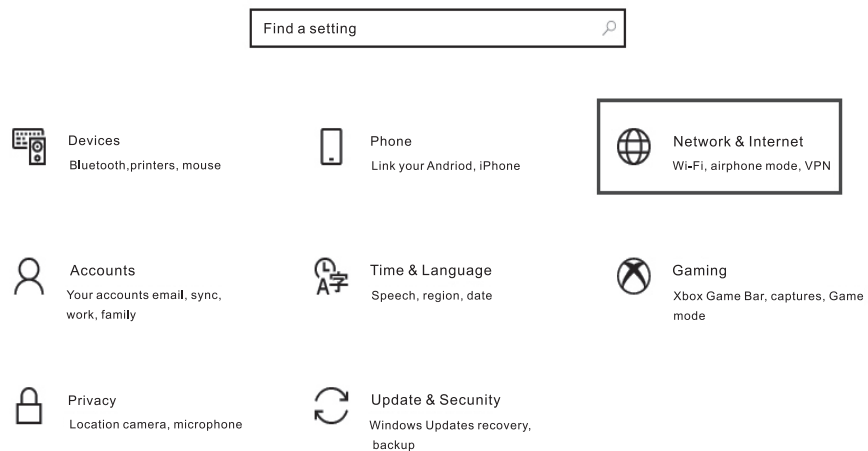 Find a setting
Devices
Bluetooth,printers, mouse
Phone
Link your Andriod, iPhone
Network & Internet
Wi-Fi, airphone mode, VPN
Accounts
Your accounts email, sync,
work, family
Time & Language
Speech, region, date
Gaming
Xbox Game Bar, captures, Game
mode
Privacy
Location camera, microphone
Update & Security
Windows Updates recovery,
backup